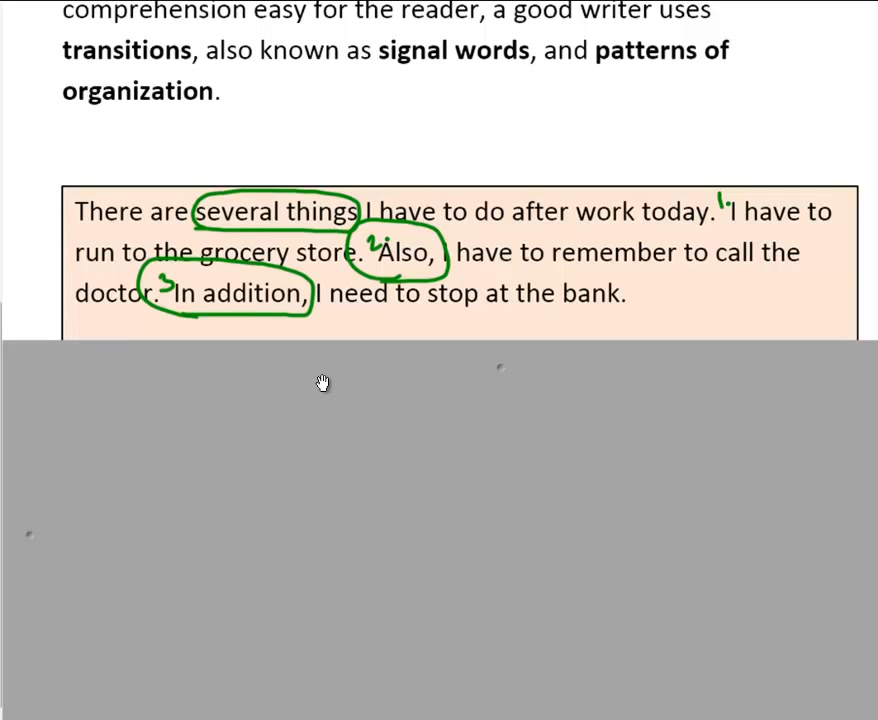 comprehension easy for the reader, a good writer uses
transitions, also known as signal words, and patterns of
organization.
There are several things I have to do after work today. 1. I have to
run to the grocery store. 2. Also, I have to remember to call the
doctor. 3 In addition, I need to stop at the bank.